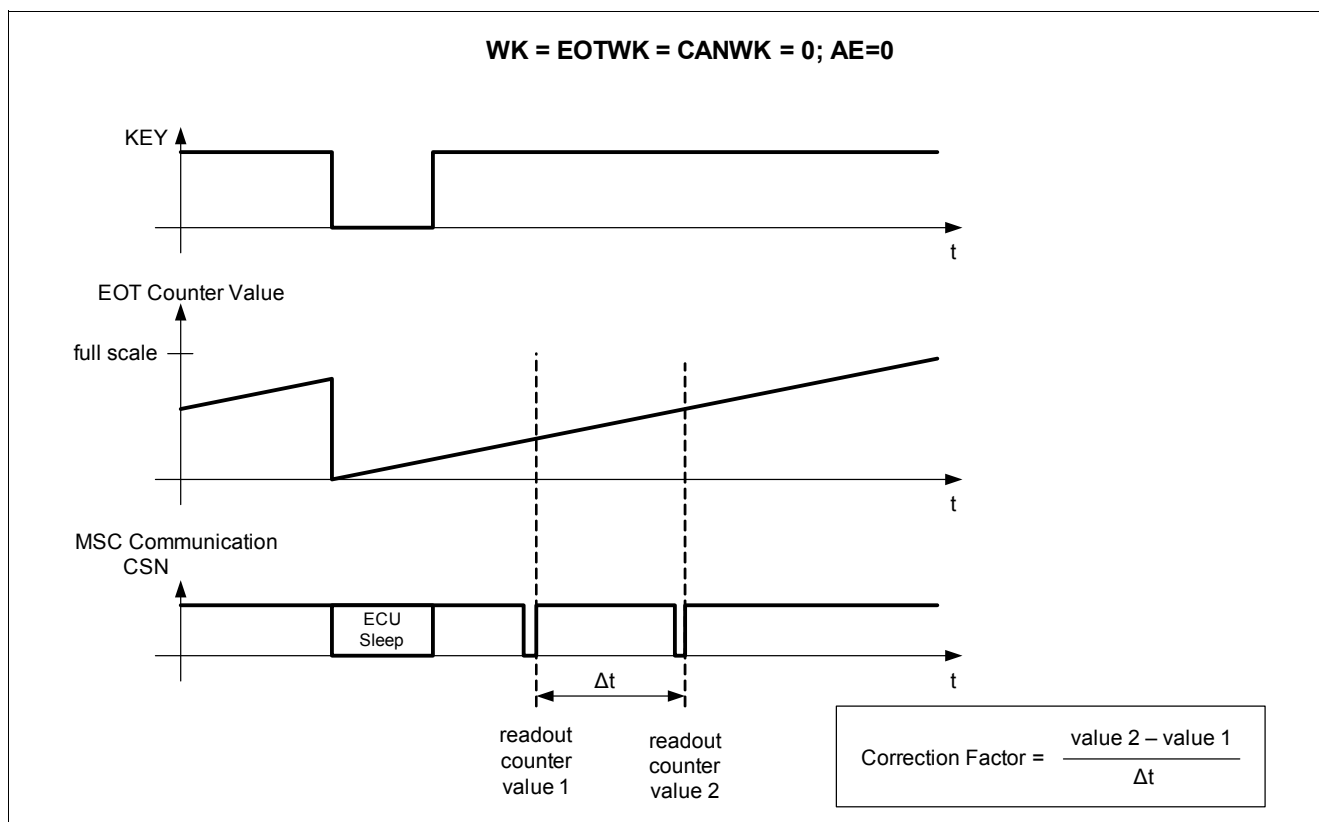 WK = EOTWK = CANWK = 0; AE=0
KEY
t
EOT Counter Value
full scale
t
MSC Communication
CSN
ECU
Sleep
t
Δt
readout
counter
value 1
readout
counter
value 2
Correction Factor =
value 2 – value 1
Δt